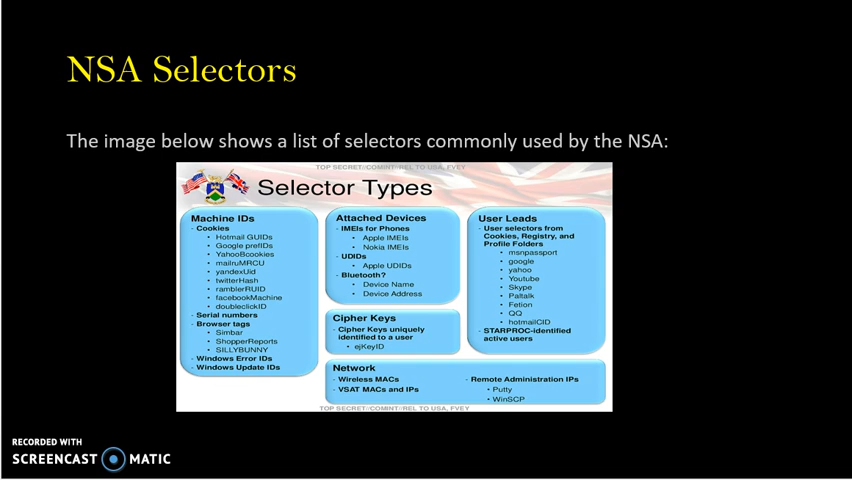 NSA Selectors
The image below shows a list of selectors commonly used by the NSA:
TOP SECRET//COMINT//REL TO USA, FVEY
Selector Types
Machine IDs
- Cookies
• Hotmail GUIDs
• Google prefIDs
• YahooBcookies
• mailruMRCU
• yandexUid
• twitterHash
• ramblerRUID
• facebookMachine
• doubleclickID
- Serial numbers
- Browser tags
• Simbar
• ShopperReports
• SILLYBUNNY
- Windows Error IDs
- Windows Update IDs
Attached Devices
- IMEIs for Phones
• Apple IMEIs
• Nokia IMEIs
- UDIDs
• Apple UDIDs
- Bluetooth?
• Device Name
• Device Address
Cipher Keys
- Cipher Keys uniquely
identified to a user
• ejKeyID
User Leads
- User selectors from
Cookies, Registry, and
Profile Folders
• msnpassport
• google
• yahoo
• Youtube
• Skype
• Paltalk
• Fetion
• QQ
• hotmailCID
- STARPROC-identified
active users
Network
- Wireless MACs
- VSAT MACs and IPs
- Remote Administration IPs
• Putty
• WinSCP
TOP SECRET//COMINT//REL TO USA, FVEY
RECORDED WITH
SCREENCAST MATIC